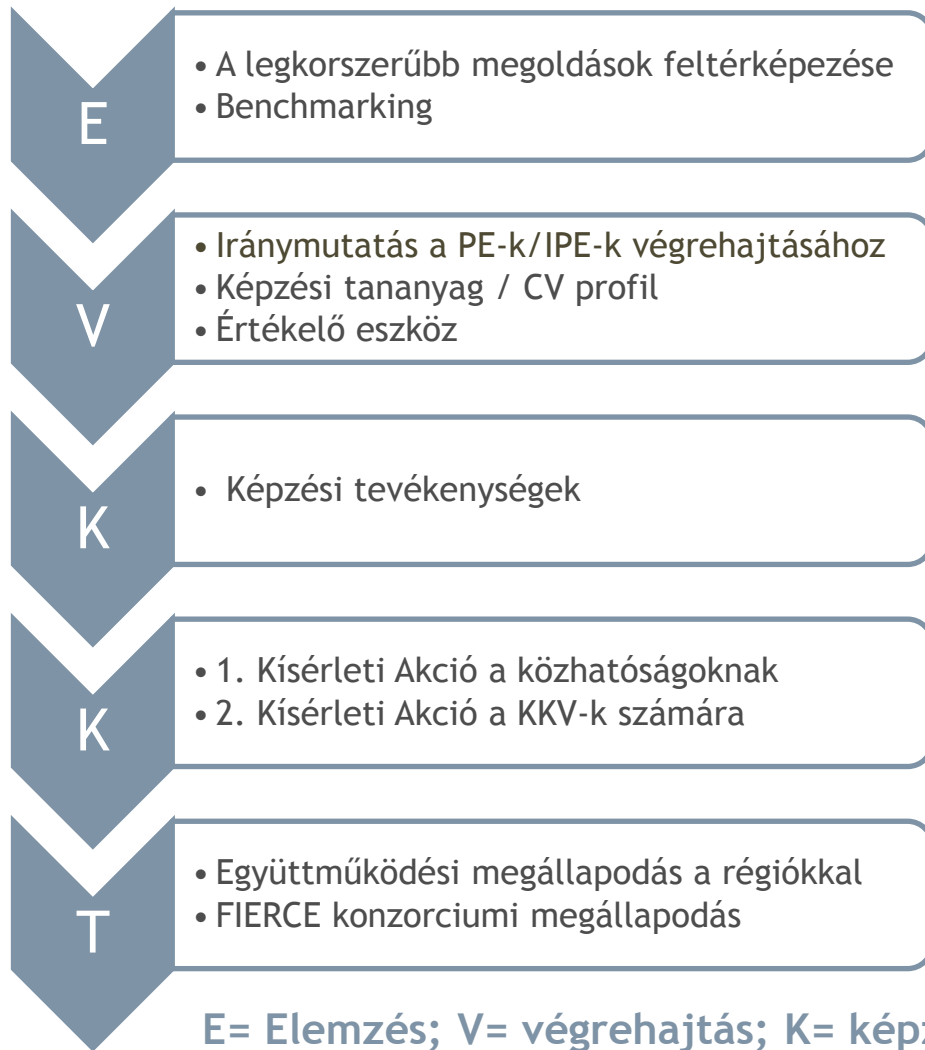 E
• A legkorszerűbb megoldások feltérképezése
• Benchmarking
V
• Iránymutatás a PE-k/IPE-k végrehajtásához
• Képzési tananyag / CV profil
• Értékelő eszköz
K
• Képzési tevékenységek
K
• 1. Kísérleti Akció a közhatóságoknak
• 2. Kísérleti Akció a KKV-k számára
T
• Együttműködési megállapodás a régiókkal
• FIERCE konzorciumi megállapodás
E= Elemzés; V= végrehajtás; K=